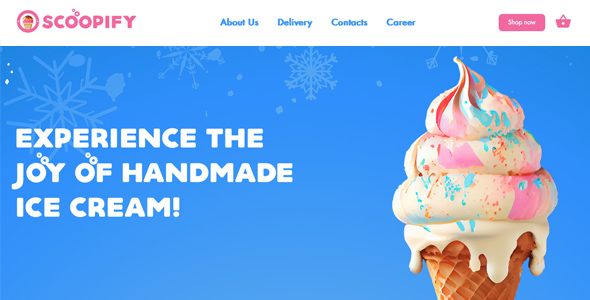 SCOOPIFY
About Us
Delivery
Contacts
Career
Shop now
EXPERIENCE THE
JOY OF HANDMADE
ICE CREAM!